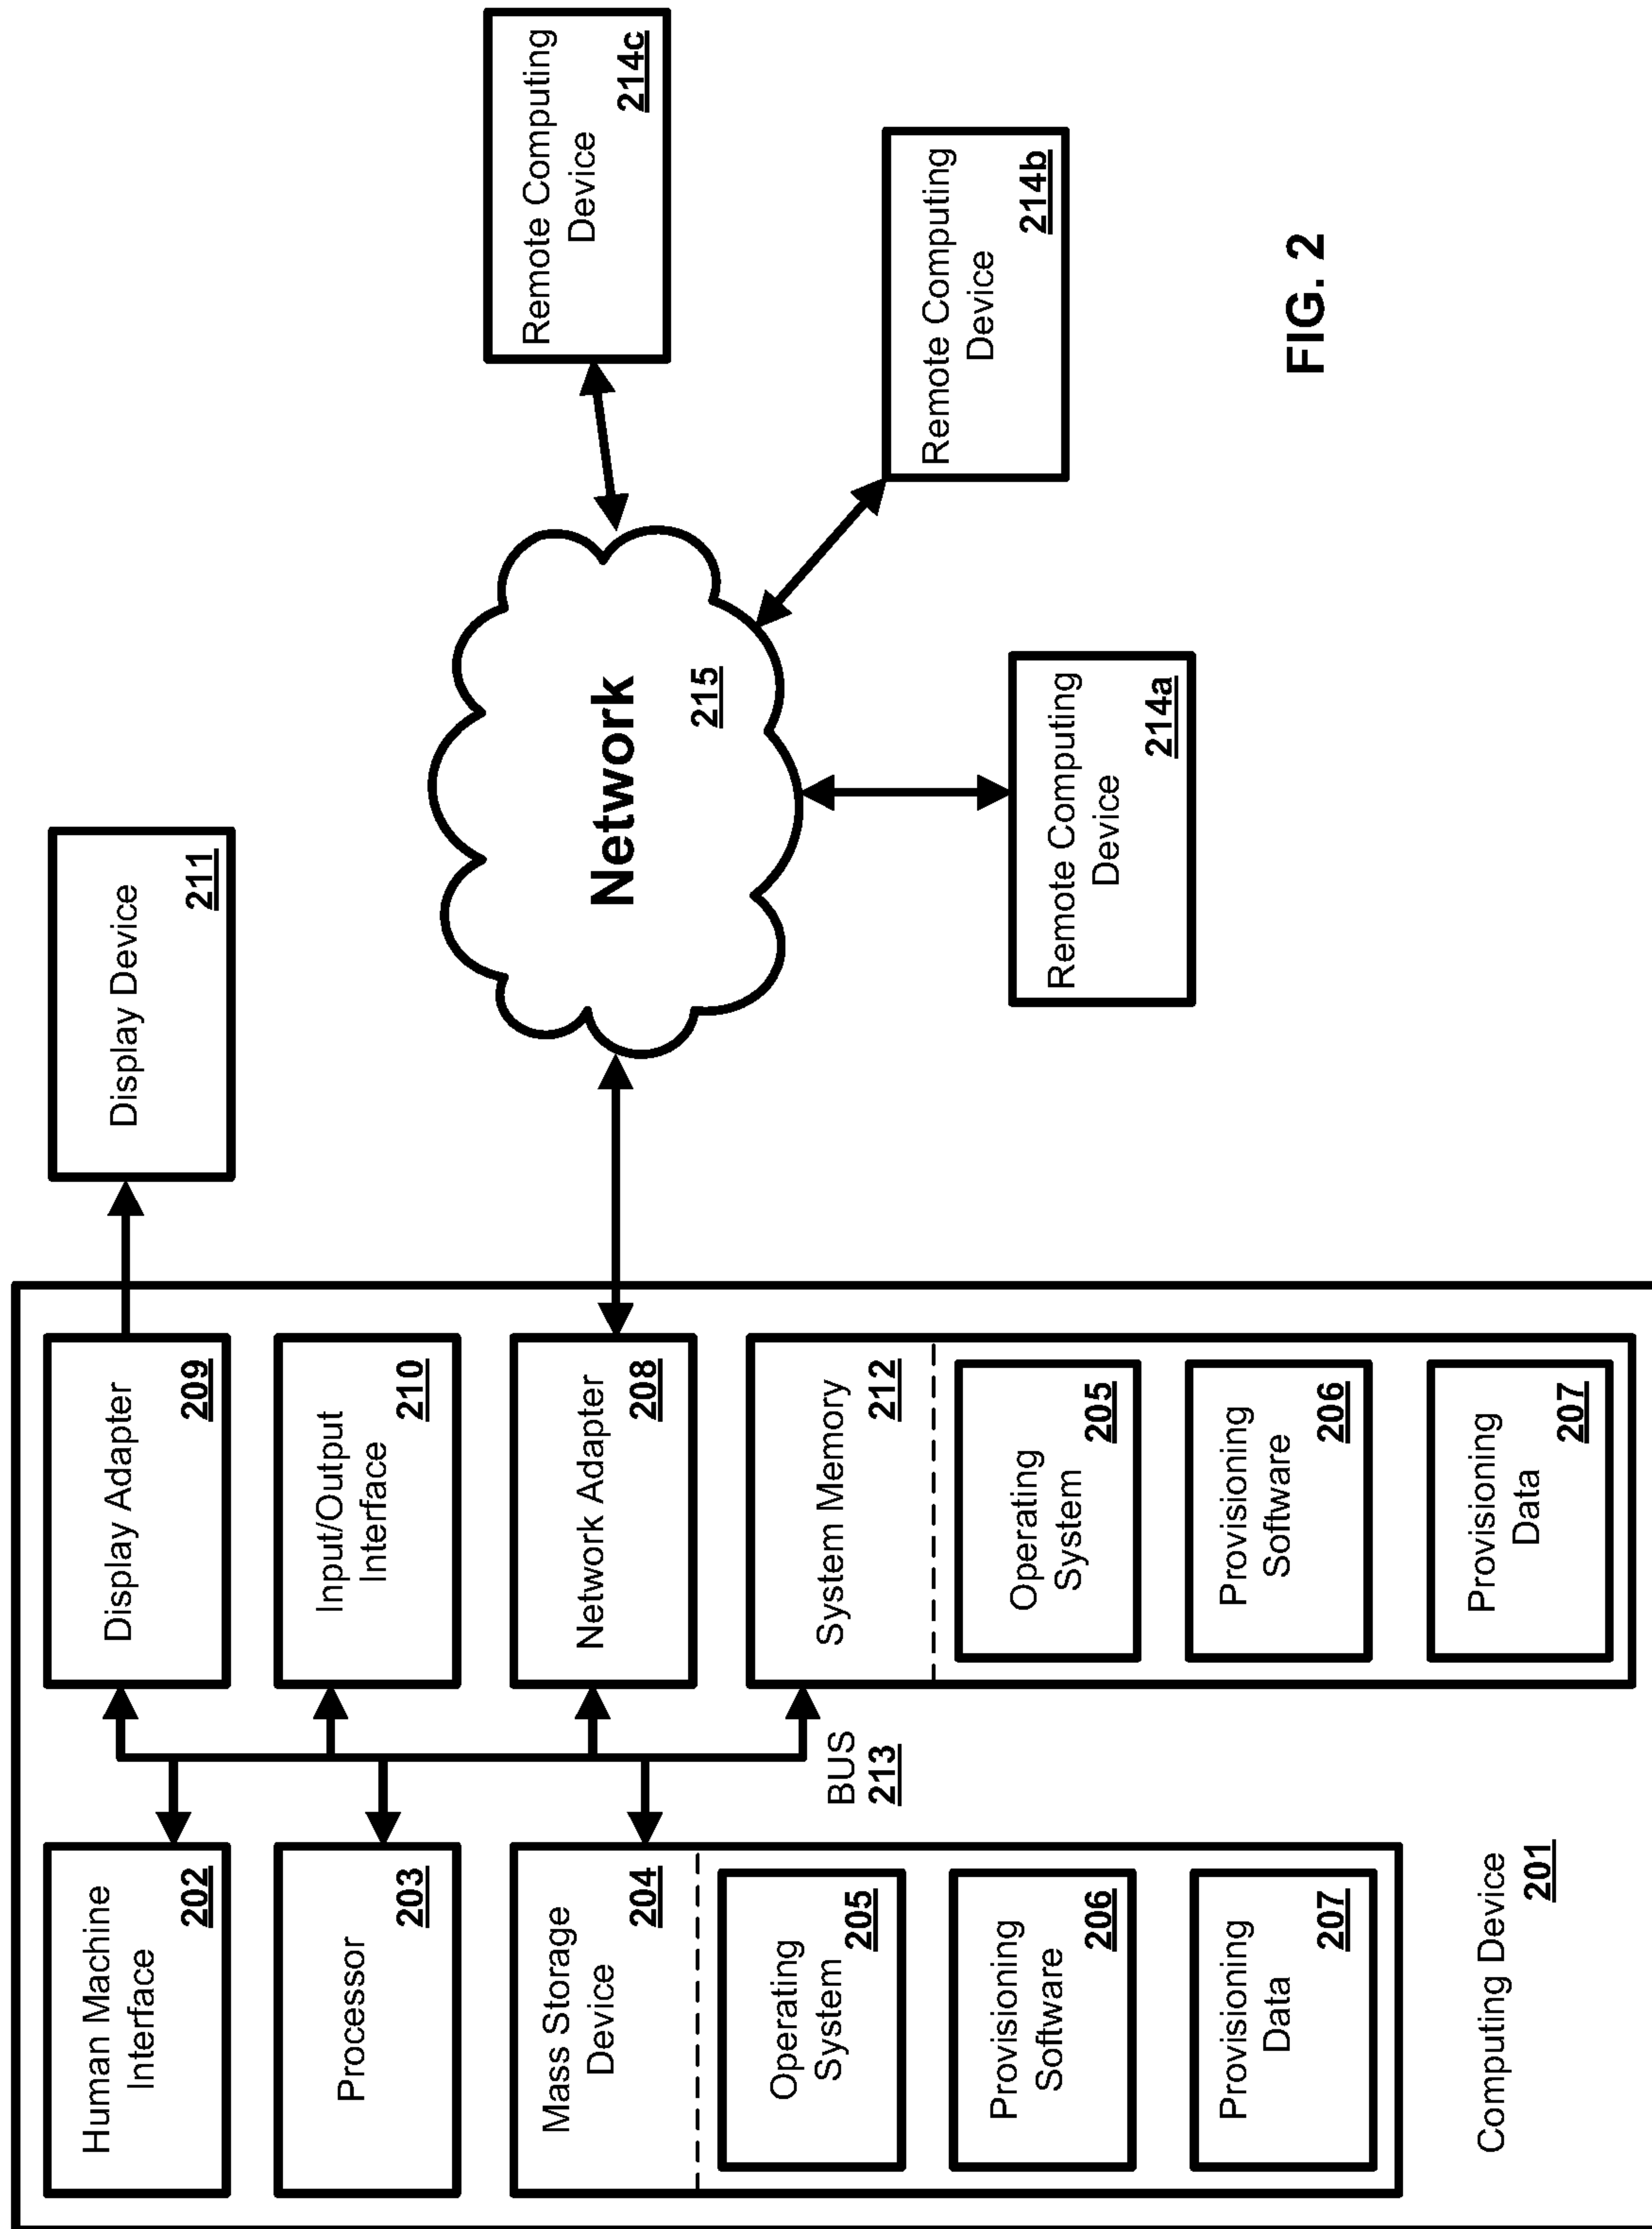 Human Machine
Interface
202
Processor
203
Mass Storage
Device
204
Operating
System
205
Provisioning
Software
206
Provisioning
Data
207
Computing Device
201
BUS
213
Display Adapter
209
Input/Output
Interface
210
Network Adapter
208
System Memory
212
Operating
System
205
Provisioning
Software
206
Provisioning
Data
207
Display Device
211
Network
215
Remote Computing
Device
214a
Remote Computing
Device
214b
Remote Computing
Device
214c
FIG. 2